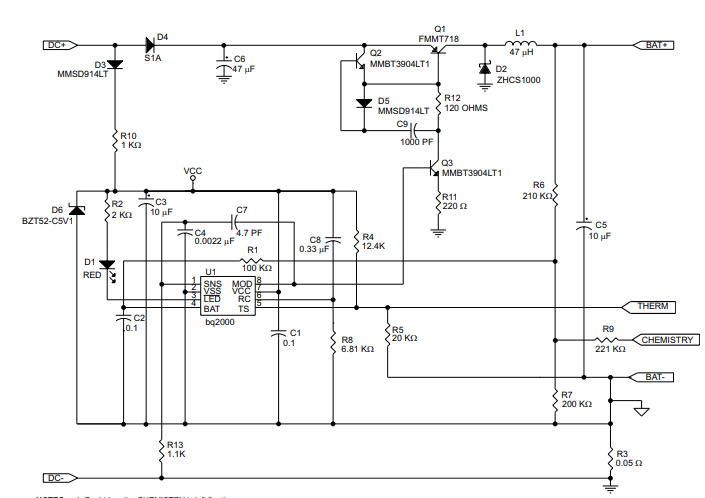 DC+
D4
S1A
D3
MMSD914LT
C6
47 µF
Q2
MMBT3904LT1
Q1
FMMT718
L1
47 µH
BAT+
D2
ZHCS1000
D5
MMSD914LT
R12
120 OHMS
C9
1000 PF
R10
1 KΩ
Q3
MMBT3904LT1
VCC
R11
220 Ω
R6
210 KΩ
D6
BZT52-C5V1
R2
2 KΩ
C3
10 µF
C7
4.7 PF
C4
0.0022 µF
C8
0.33 µF
R4
12.4K
C5
10 µF
D1
RED
R1
100 KΩ
U1
1 SNS MOD 8
2 VSS VCC 7
3 LED RC 6
4 BAT TS 5
bq2000
THERM
C2
0.1
C1
0.1
R8
6.81 KΩ
R5
20 KΩ
R9
221 KΩ
CHEMISTRY
BAT-
R7
200 KΩ
R13
1.1K
R3
0.05 Ω
DC-